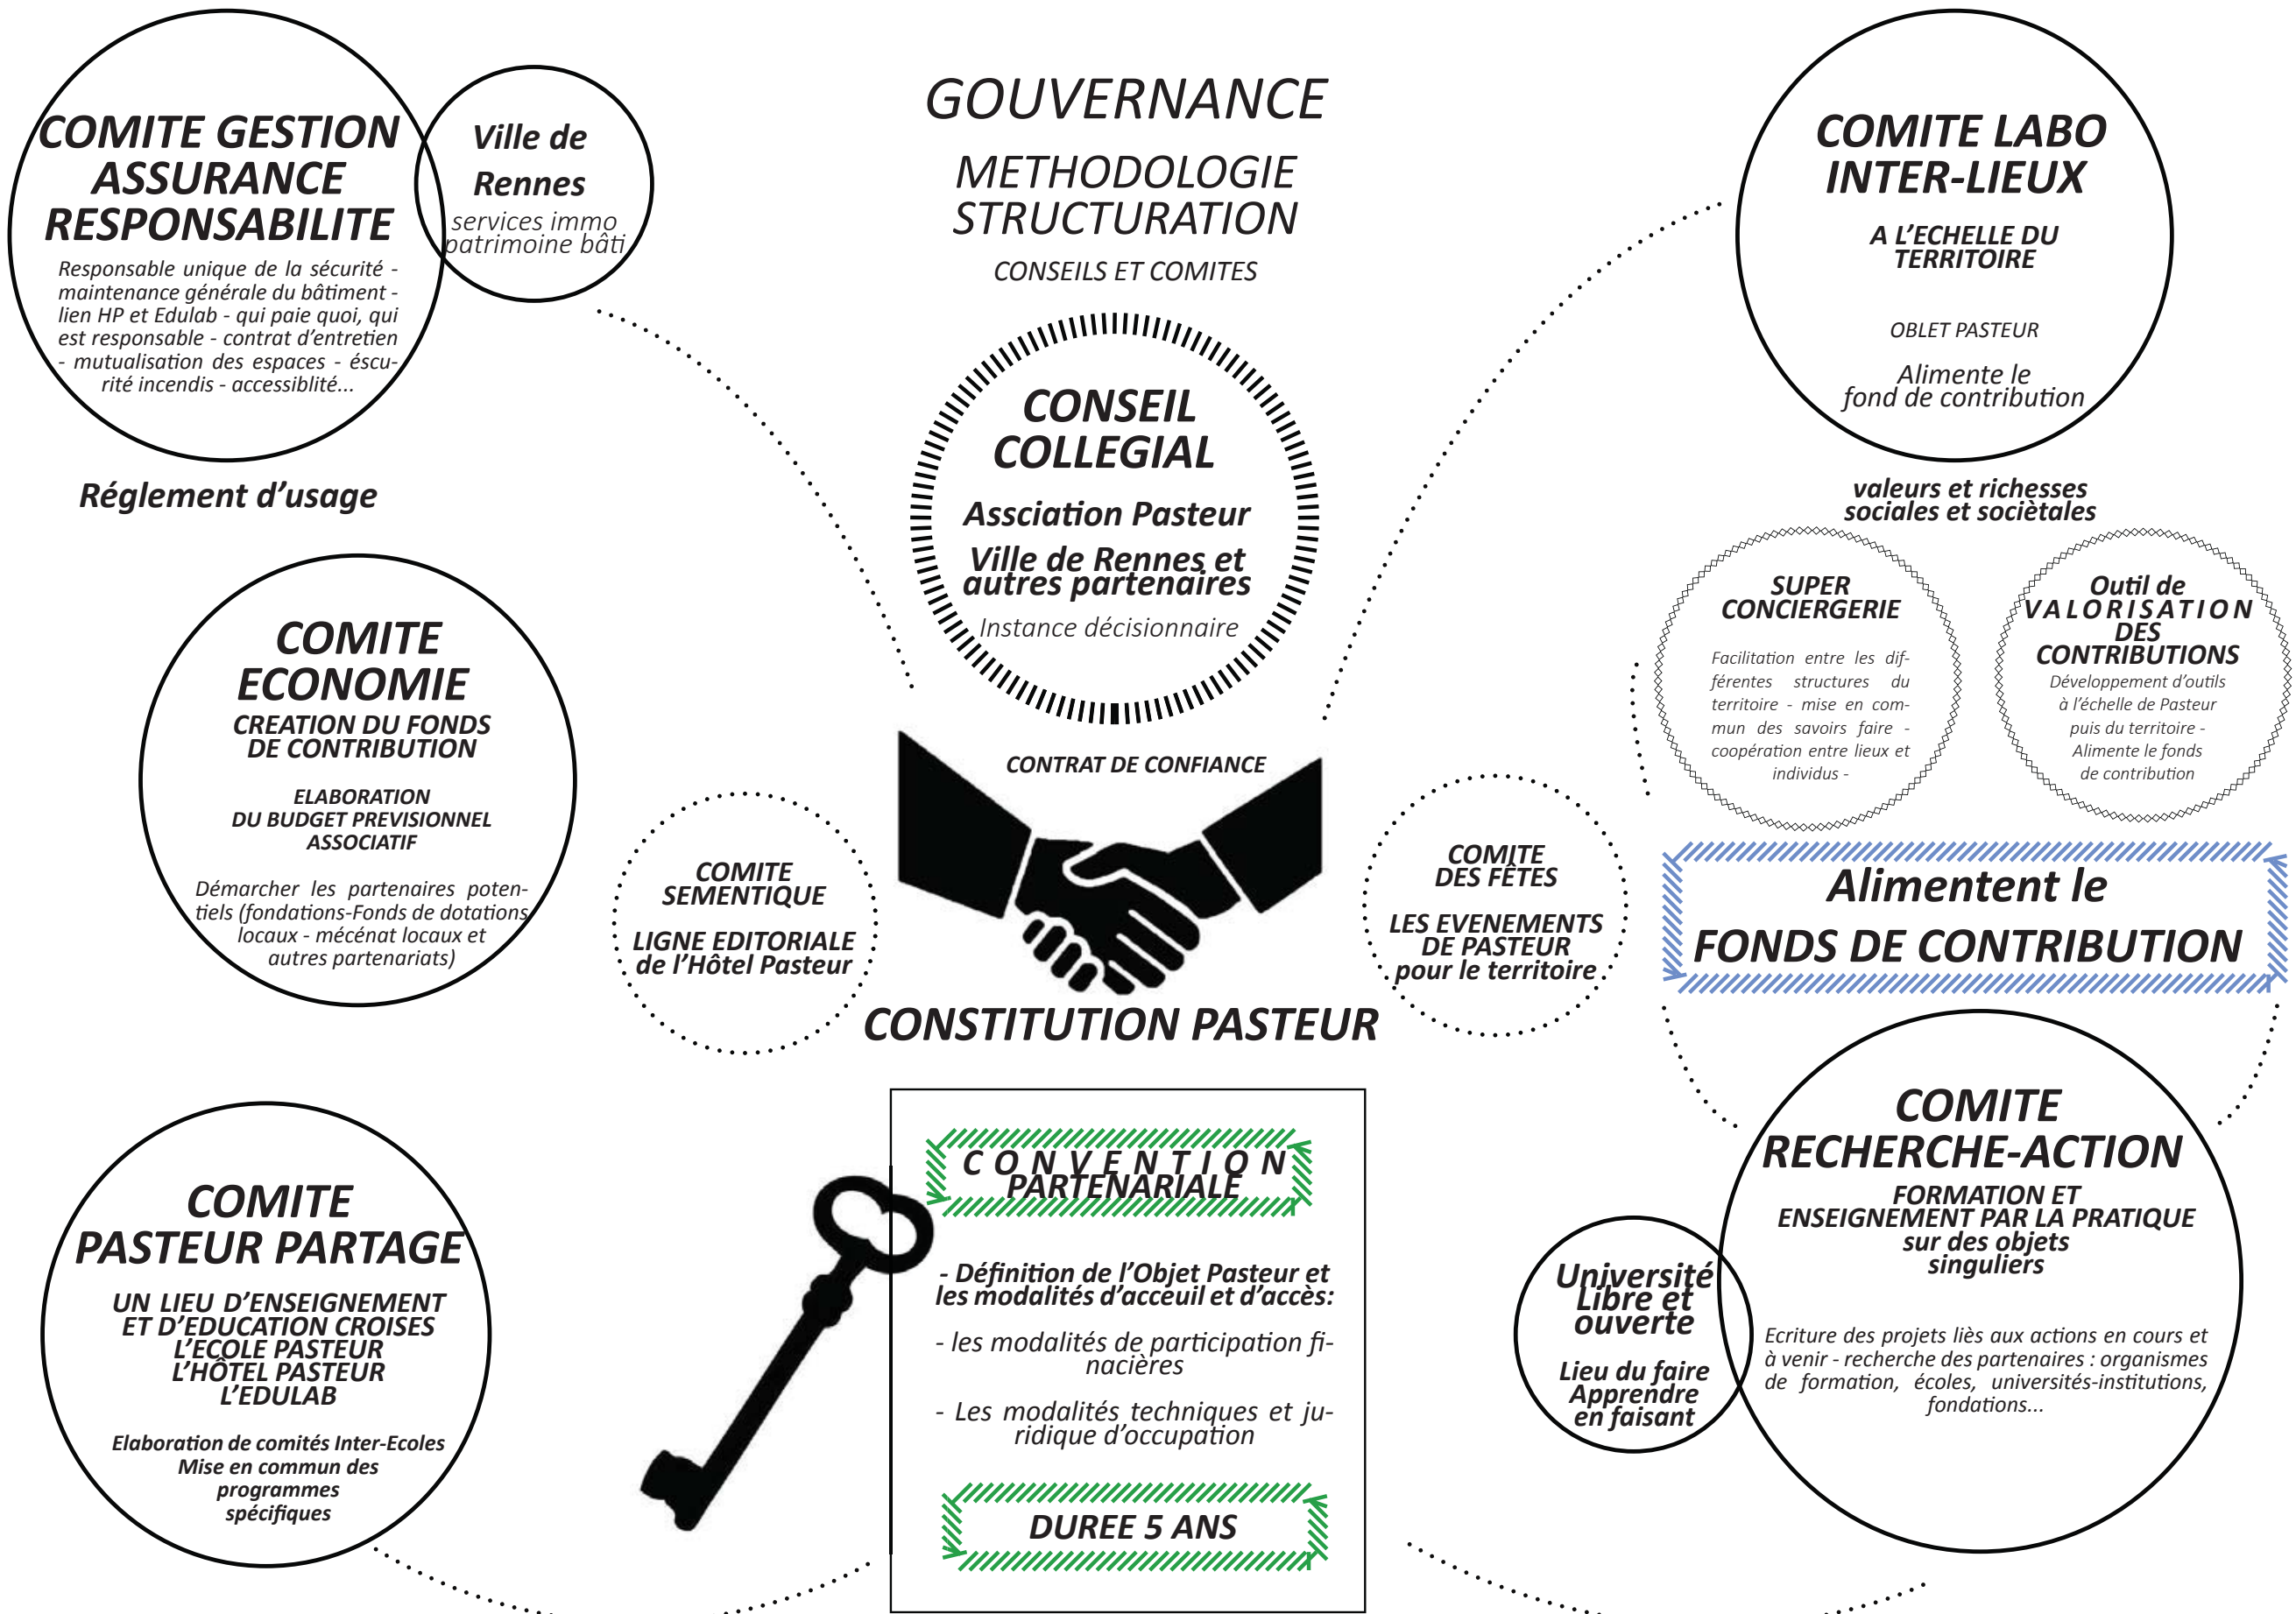 GOUVERNANCE
METHODOLOGIE
STRUCTURATION
CONSEILS ET COMITES
COMITE GESTION
ASSURANCE
RESPONSABILITE
Responsable unique de la sécurité -
maintenance générale du bâtiment -
lien HP et Edulab - qui paie quoi, qui
est responsable - contrat d'entretien
- mutualisation des espaces - éscu-
rité incendis - accessiblité...
Ville de
Rennes
services immo
patrimoine bâti
Réglement d'usage
CONSEIL
COLLEGIAL
Assciation Pasteur
Ville de Rennes et
autres partenaires
Instance décisionnaire
COMITE LABO
INTER-LIEUX
A L'ECHELLE DU
TERRITOIRE
OBLET PASTEUR
Alimente le
fond de contribution
valeurs et richesses
sociales et sociètales
SUPER
CONCIERGERIE
Facilitation entre les dif-
férentes structures du
territoire - mise en com-
mun des savoirs faire -
coopération entre lieux et
individus -
Outil de
VALORISATION
DES
CONTRIBUTIONS
Développement d'outils
à l'échelle de Pasteur
puis du territoire -
Alimente le fonds
de contribution
COMITE
ECONOMIE
CREATION DU FONDS
DE CONTRIBUTION
ELABORATION
DU BUDGET PREVISIONNEL
ASSOCIATIF
Démarcher les partenaires poten-
tiels (fondations-Fonds de dotations
locaux - mécénat locaux et
autres partenariats)
COMITE
SEMENTIQUE
LIGNE EDITORIALE
de l'Hôtel Pasteur
CONTRAT DE CONFIANCE
CONSTITUTION PASTEUR
COMITE
DES FÊTES
LES EVENEMENTS
DE PASTEUR
pour le territoire
Alimentent le
FONDS DE CONTRIBUTION
COMITE
PASTEUR PARTAGE
UN LIEU D'ENSEIGNEMENT
ET D'EDUCATION CROISES
L'ECOLE PASTEUR
L'HÔTEL PASTEUR
L'EDULAB
Elaboration de comités Inter-Ecoles
Mise en commun des
programmes
spécifiques
CONVENTION
PARTENARIALE
- Définition de l'Objet Pasteur et
les modalités d'acceuil et d'accès:
- les modalités de participation fi-
nacières
- Les modalités techniques et ju-
ridique d'occupation
DUREE 5 ANS
Université
Libre et
ouverte
Lieu du faire
Apprendre
en faisant
COMITE
RECHERCHE-ACTION
FORMATION ET
ENSEIGNEMENT PAR LA PRATIQUE
sur des objets
singuliers
Ecriture des projets liès aux actions en cours et
à venir - recherche des partenaires : organismes
de formation, écoles, universités-institutions,
fondations...